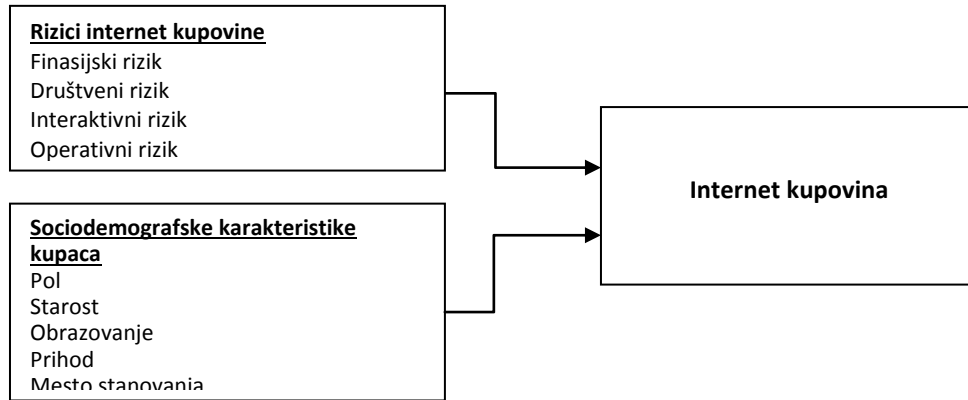 Rizici internet kupovine
Finasijski rizik
Društveni rizik
Interaktivni rizik
Operativni rizik
Internet kupovina
Sociodemografske karakteristike
kupaca
Pol
Starost
Obrazovanje
Prihod
Mesto stanovanja